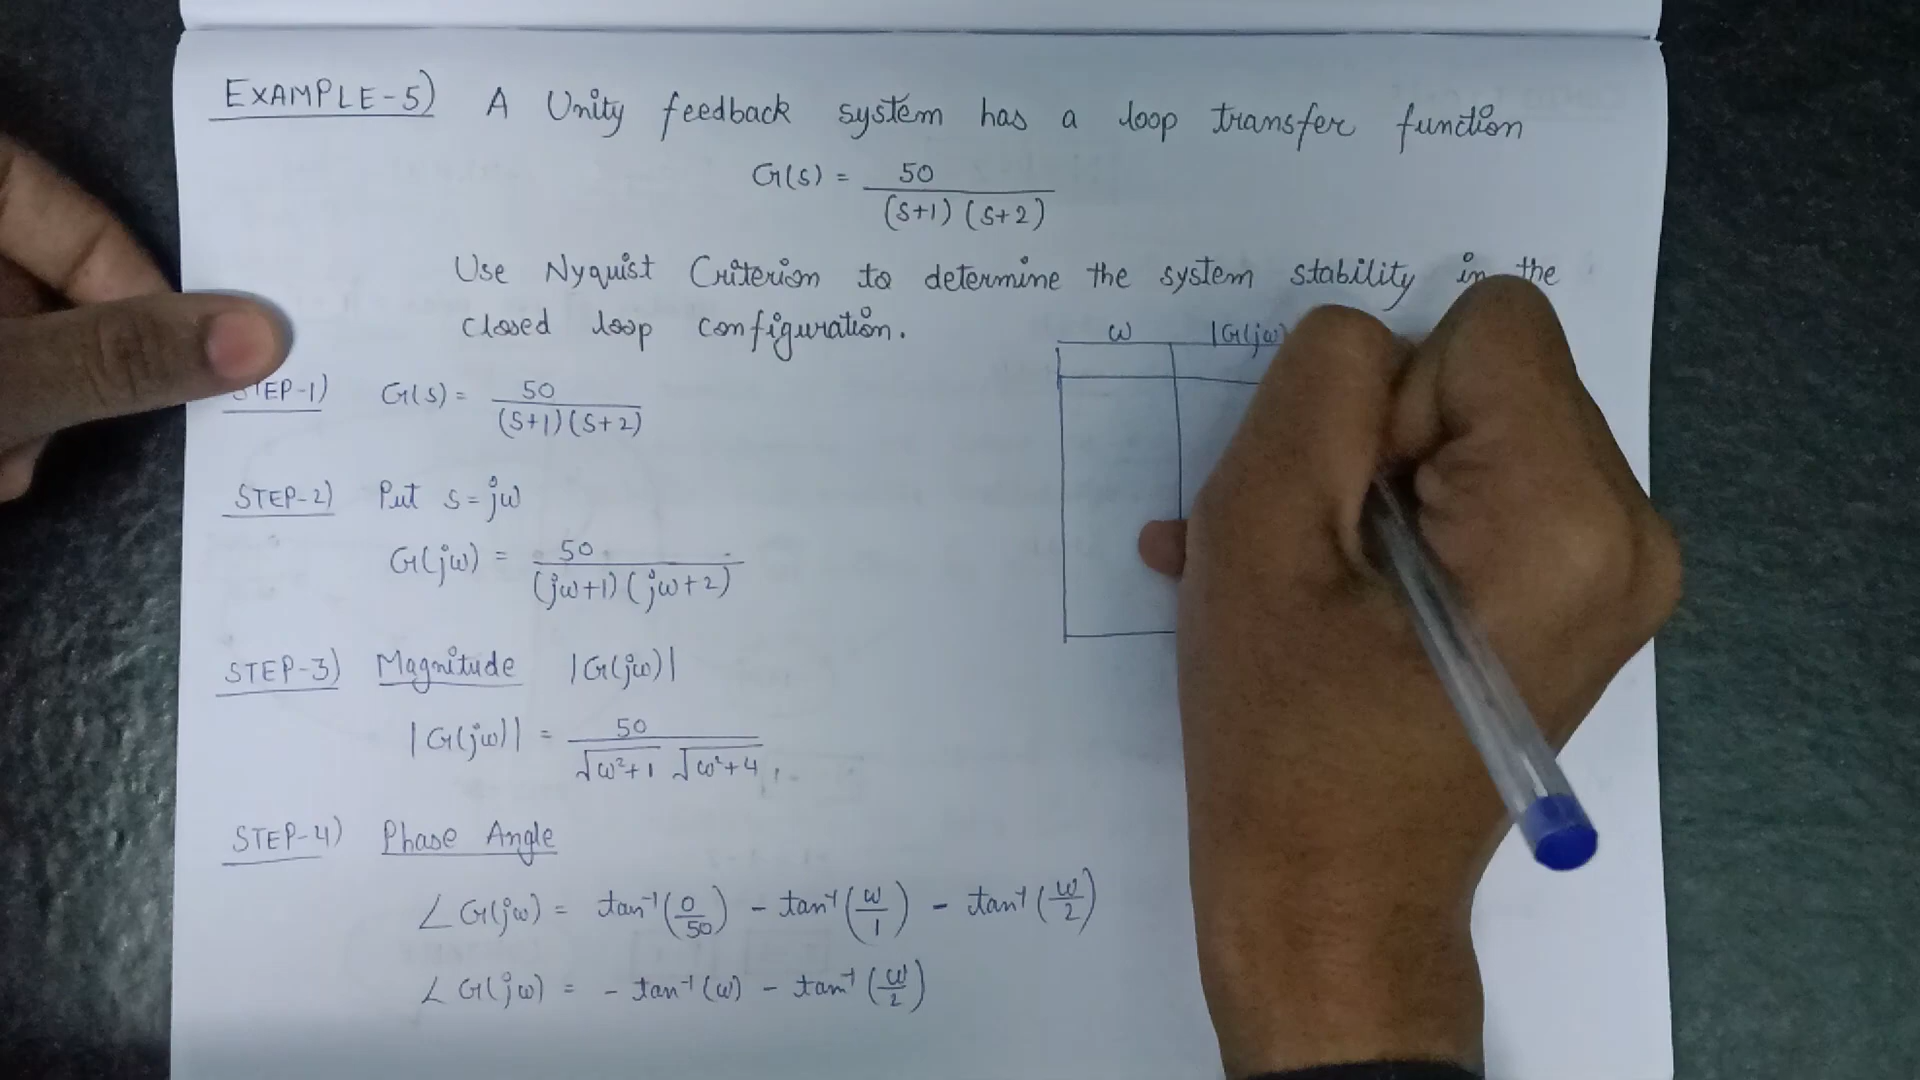 EXAMPLE-5) A Unity feedback system has a loop transfer function
G(s) = 50 / (s+1) (s+2)
Use Nyquist Criterion to determine the system stability in the
closed loop configuration.
ω |G(jω)
STEP-1) G(s) = 50 / (s+1) (s+2)
STEP-2) Put s=jω
G(jω) = 50 / (jω+1) (jω+2)
STEP-3) Magnitude |G(jω)|
|G(jω)| = 50 / √ω²+1 √ω²+4
STEP-4) Phase Angle
∠G(jω) = tan⁻¹(0/50) - tan⁻¹(ω/1) - tan⁻¹(ω/2)
∠G(jω) = - tan⁻¹(ω) - tan⁻¹(ω/2)